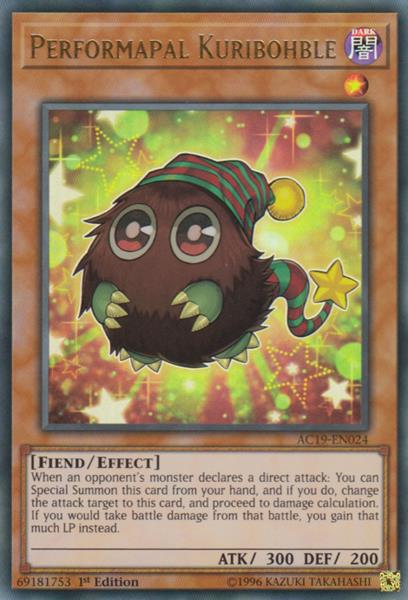 Performapal Kuribohble
DARK
闇
AC19-EN024
[Fiend/Effect]
When an opponent's monster declares a direct attack: You can
Special Summon this card from your hand, and if you do, change
the attack target to this card, and proceed to damage calculation.
If you would take battle damage from that battle, you gain that
much LP instead.
ATK/ 300 DEF/ 200
69181753 1st Edition
©1996 KAZUKI TAKAHASHI